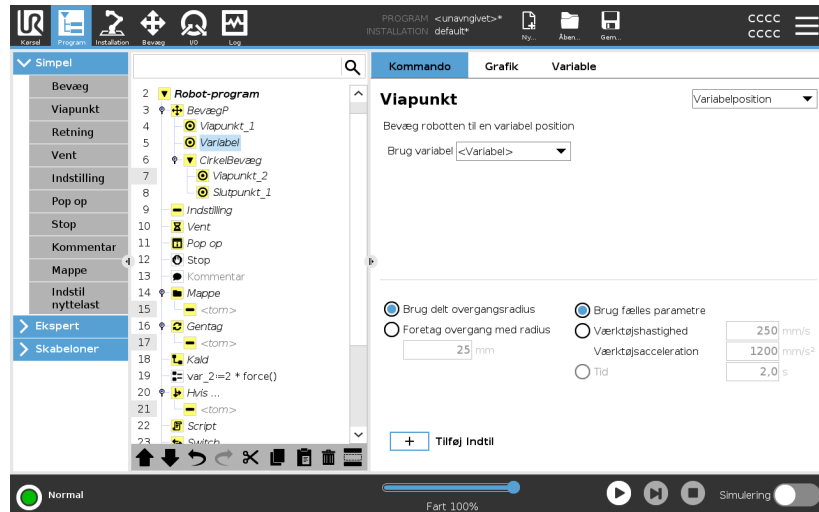 PROGRAM <unavngivet>*
INSTALLATION default*
CCCC
CCCC
UR
Kørsel
Program
Installation
Bevæg
I/O
Log
Ny...
Åben...
Gem...
Simpel
Bevæg
Viapunkt
Retning
Vent
Indstilling
Pop op
Stop
Kommentar
Mappe
Indstil
nyttelast
Ekspert
Skabeloner
2 Robot-program
3 BevægP
4 Viapunkt_1
5 Variabel
6 CirkelBevæg
7 Viapunkt_2
8 Slutpunkt_1
9 Indstilling
10 Vent
11 Pop op
12 Stop
13 Kommentar
14 Mappe
15 <tom>
16 Gentag
17 <tom>
18 Kald
19 var_2:=2 * force()
20 Hvis ...
21 <tom>
22 Script
23 Switch
Kommando
Grafik
Variable
Viapunkt
Variabelposition
Bevæg robotten til en variabel position
Brug variabel <Variabel>
Brug delt overgangsradius
Foretag overgang med radius
25 mm
Brug fælles parametre
Værktøjshastighed 250 mm/s
Værktøjsacceleration 1200 mm/s²
Tid 2,0 s
+ Tilføj Indtil
Normal
Fart 100%
Simulering